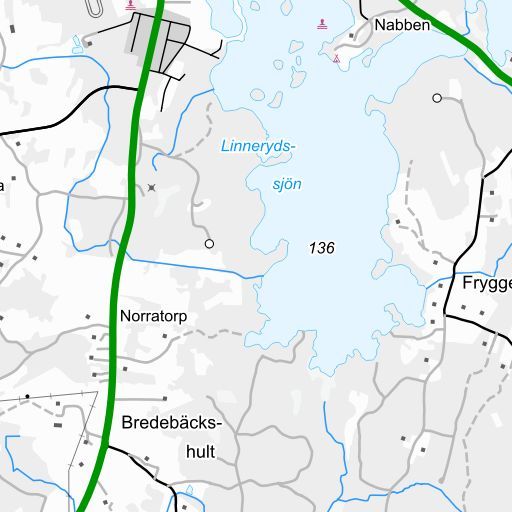 Nabben
Linneryds-
sjön
a
136
Frygge
Norratorp
Bredebäcks-
hult